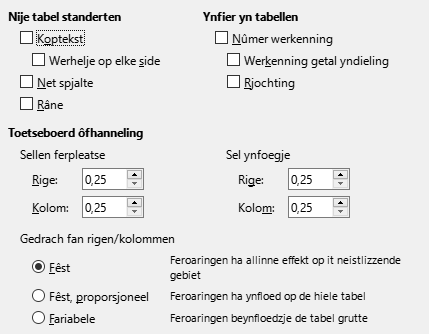 Nije tabel standerten
Ynfier yn tabellen
Koptekst
Nûmer werkenning
Werhelje op elke side
Werkenning getal yndieling
Net spjalte
Rjochting
Râne
Toetseboerd ôfhanneling
Sellen ferpleatse
Sel ynfoegje
Rige: 0,25
Rige: 0,25
Kolom: 0,25
Kolom: 0,25
Gedrach fan rigen/kolommen
Fêst
Feroaringen ha allinne effekt op it neistlizzende
gebiet
Fêst, proporsjoneel
Feroaringen ha ynfloed op de hiele tabel
Fariabele
Feroaringen beynfloedzje de tabel grutte